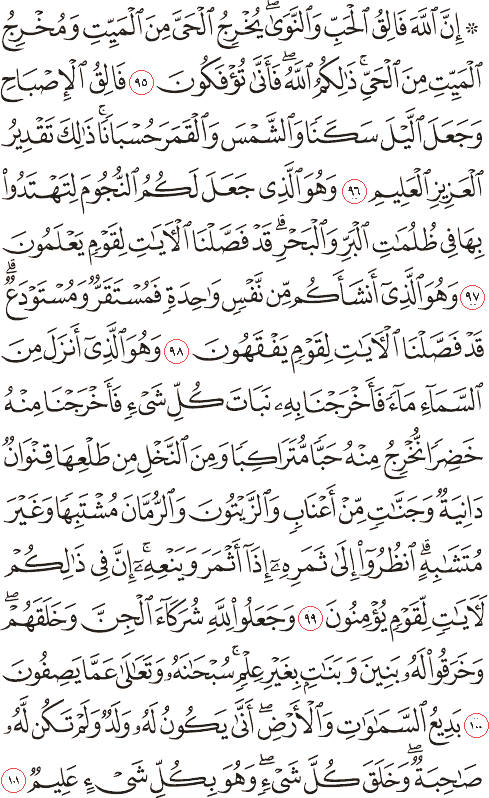 ۞ إِنَّ ٱللَّهَ فَالِقُ ٱلْحَبِّ وَٱلنَّوَىٰ ۖ يُخْرِجُ ٱلْحَىَّ مِنَ ٱلْمَيِّتِ وَمُخْرِجُ
ٱلْمَيِّتِ مِنَ ٱلْحَىِّ ۚ ذَٰلِكُمُ ٱللَّهُ ۖ فَأَنَّىٰ تُؤْفَكُونَ ٩٥ فَالِقُ ٱلْإِصْبَاحِ
وَجَعَلَ ٱلَّيْلَ سَكَنًا وَٱلشَّمْسَ وَٱلْقَمَرَ حُسْبَانًا ۚ ذَٰلِكَ تَقْدِيرُ
ٱلْعَزِيزِ ٱلْعَلِيمِ ٩٦ وَهُوَ ٱلَّذِى جَعَلَ لَكُمُ ٱلنُّجُومَ لِتَهْتَدُوا۟
بِهَا فِى ظُلُمَٰتِ ٱلْبَرِّ وَٱلْبَحْرِ ۗ قَدْ فَصَّلْنَا ٱلْءَايَٰتِ لِقَوْمٍ يَعْلَمُونَ
٩٧ وَهُوَ ٱلَّذِىٓ أَنشَأَكُم مِّن نَّفْسٍ وَٰحِدَةٍ فَمُسْتَقَرٌّ وَمُسْتَوْدَعٌ ۗ
قَدْ فَصَّلْنَا ٱلْءَايَٰتِ لِقَوْمٍ يَفْقَهُونَ ٩٨ وَهُوَ ٱلَّذِىٓ أَنزَلَ مِنَ
ٱلسَّمَآءِ مَآءً فَأَخْرَجْنَا بِهِۦ نَبَاتَ كُلِّ شَىْءٍ فَأَخْرَجْنَا مِنْهُ
خَضِرًا نُّخْرِجُ مِنْهُ حَبًّا مُّتَرَاكِبًا وَمِنَ ٱلنَّخْلِ مِن طَلْعِهَا قِنْوَانٌ
دَانِيَةٌ وَجَنَّٰتٍ مِّنْ أَعْنَابٍ وَٱلزَّيْتُونَ وَٱلرُّمَّانَ مُشْتَبِهًا وَغَيْرَ
مُتَشَٰبِهٍ ۗ ٱنظُرُوٓا۟ إِلَىٰ ثَمَرِهِۦٓ إِذَآ أَثْمَرَ وَيَنْعِهِۦٓ ۚ إِنَّ فِى ذَٰلِكُمْ
لَءَايَٰتٍ لِّقَوْمٍ يُؤْمِنُونَ ٩٩ وَجَعَلُوا۟ لِلَّهِ شُرَكَآءَ ٱلْجِنَّ وَخَلَقَهُمْ ۖ
وَخَرَقُوا۟ لَهُۥ بَنِينَ وَبَنَٰتٍۭ بِغَيْرِ عِلْمٍ ۚ سُبْحَٰنَهُۥ وَتَعَٰلَىٰ عَمَّا يَصِفُونَ
١٠٠ بَدِيعُ ٱلسَّمَٰوَٰتِ وَٱلْأَرْضِ ۖ أَنَّىٰ يَكُونُ لَهُۥ وَلَدٌ وَلَمْ تَكُن لَّهُۥ
صَٰحِبَةٌ ۖ وَخَلَقَ كُلَّ شَىْءٍ ۖ وَهُوَ بِكُلِّ شَىْءٍ عَلِيمٌ ١٠١